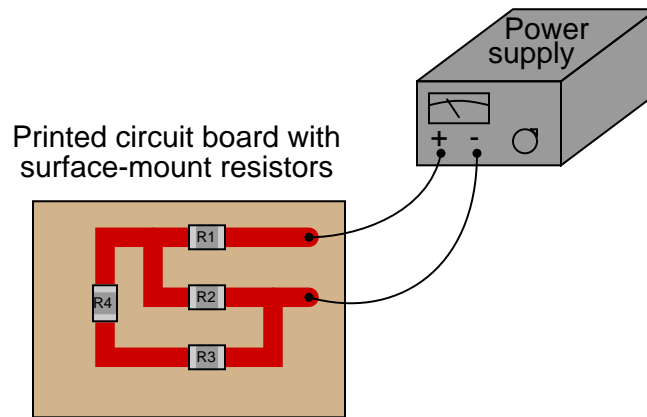 Power
supply
+ -
Printed circuit board with
surface-mount resistors
R1
R2
R4
R3